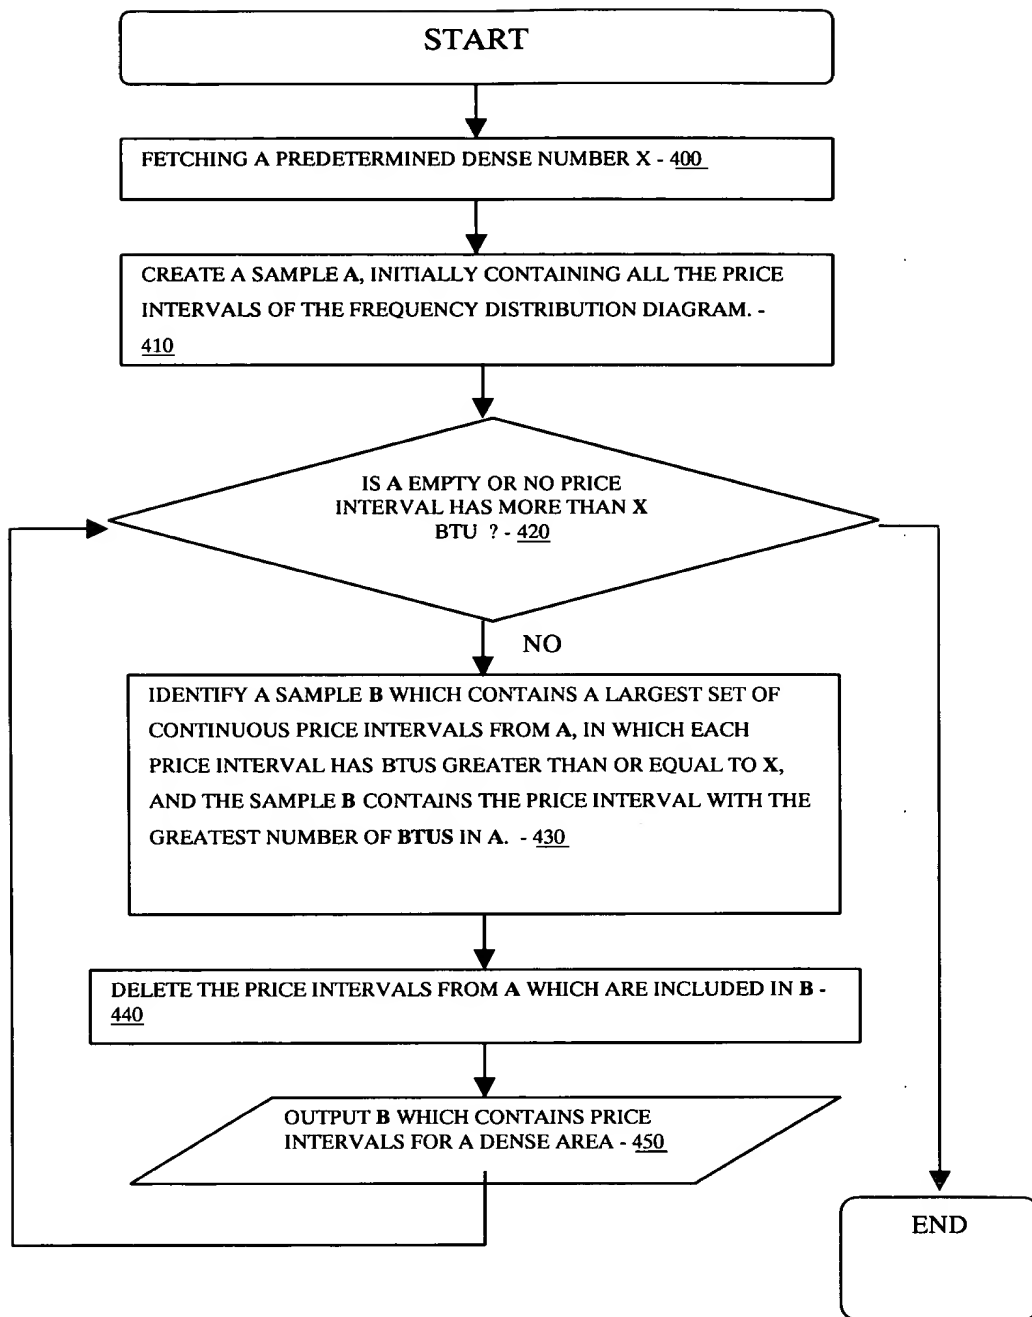 START
FETCHING A PREDETERMINED DENSE NUMBER X - 400
CREATE A SAMPLE A, INITIALLY CONTAINING ALL THE PRICE
INTERVALS OF THE FREQUENCY DISTRIBUTION DIAGRAM. -
410
IS A EMPTY OR NO PRICE
INTERVAL HAS MORE THAN X
BTU ? - 420
NO
IDENTIFY A SAMPLE B WHICH CONTAINS A LARGEST SET OF
CONTINUOUS PRICE INTERVALS FROM A, IN WHICH EACH
PRICE INTERVAL HAS BTUS GREATER THAN OR EQUAL TO X,
AND THE SAMPLE B CONTAINS THE PRICE INTERVAL WITH THE
GREATEST NUMBER OF BTUS IN A. - 430
DELETE THE PRICE INTERVALS FROM A WHICH ARE INCLUDED IN B -
440
OUTPUT B WHICH CONTAINS PRICE
INTERVALS FOR A DENSE AREA - 450
END